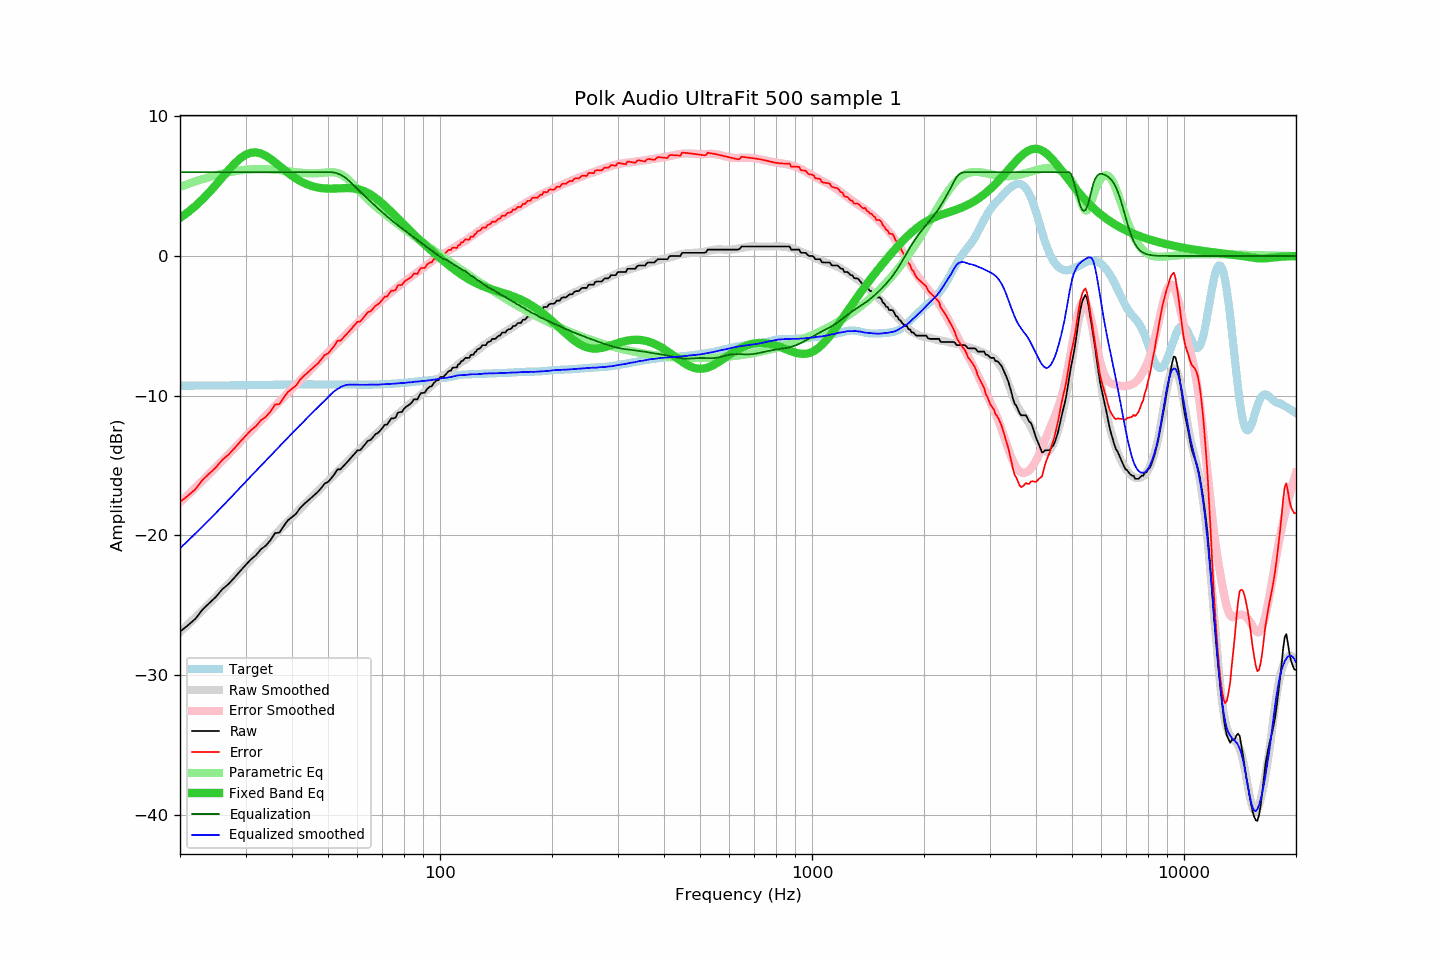 Polk Audio UltraFit 500 sample 1
10
0
−10
−20
−30
−40
Amplitude (dBr)
Target
Raw Smoothed
Error Smoothed
Raw
Error
Parametric Eq
Fixed Band Eq
Equalization
Equalized smoothed
100
1000
10000
Frequency (Hz)